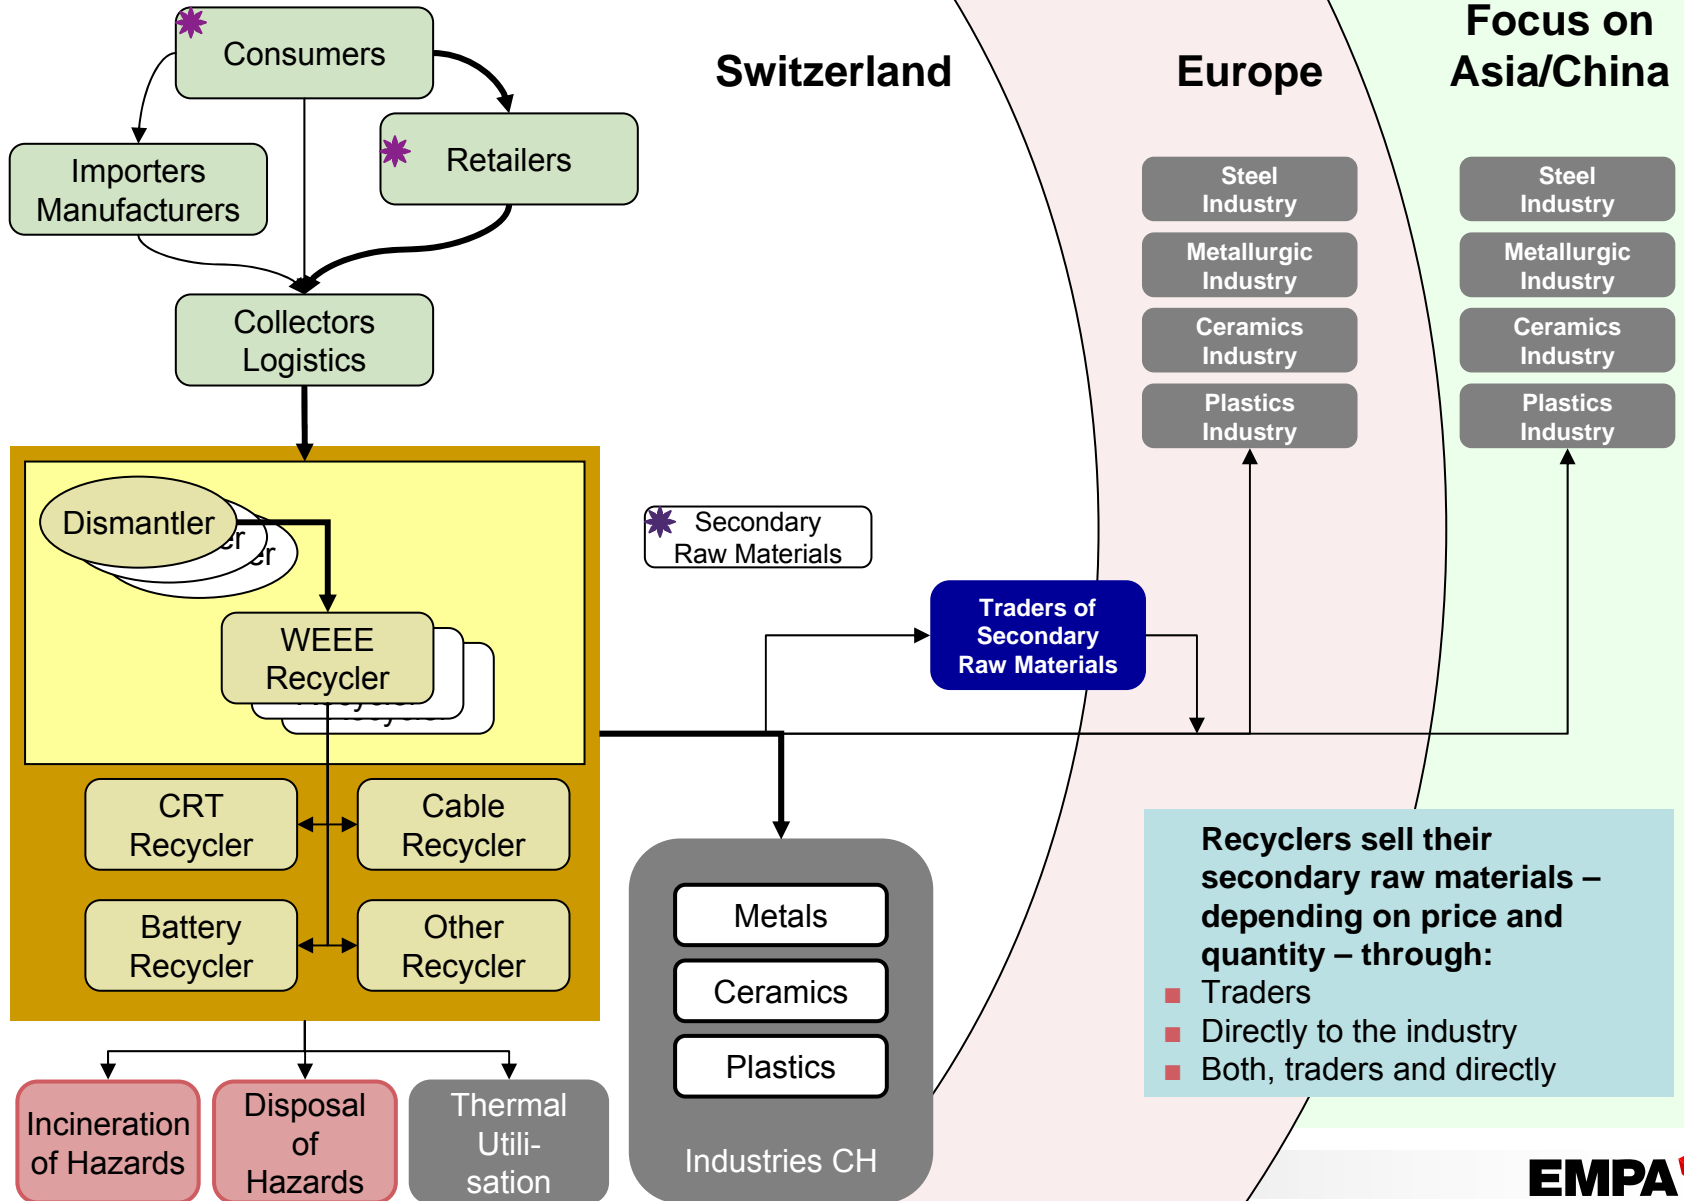 Consumers
Retailers
Importers
Manufacturers
Collectors
Logistics
Switzerland
Europe
Focus on
Asia/China
Steel
Industry
Metallurgic
Industry
Ceramics
Industry
Plastics
Industry
Steel
Industry
Metallurgic
Industry
Ceramics
Industry
Plastics
Industry
Dismantler
er
er
WEEE
Recycler
CRT
Recycler
Cable
Recycler
Battery
Recycler
Other
Recycler
Secondary
Raw Materials
Traders of
Secondary
Raw Materials
Metals
Ceramics
Plastics
Industries CH
Recyclers sell their
secondary raw materials –
depending on price and
quantity – through:
Traders
Directly to the industry
Both, traders and directly
Incineration
of Hazards
Disposal
of
Hazards
Thermal
Utili-
sation
EMPA